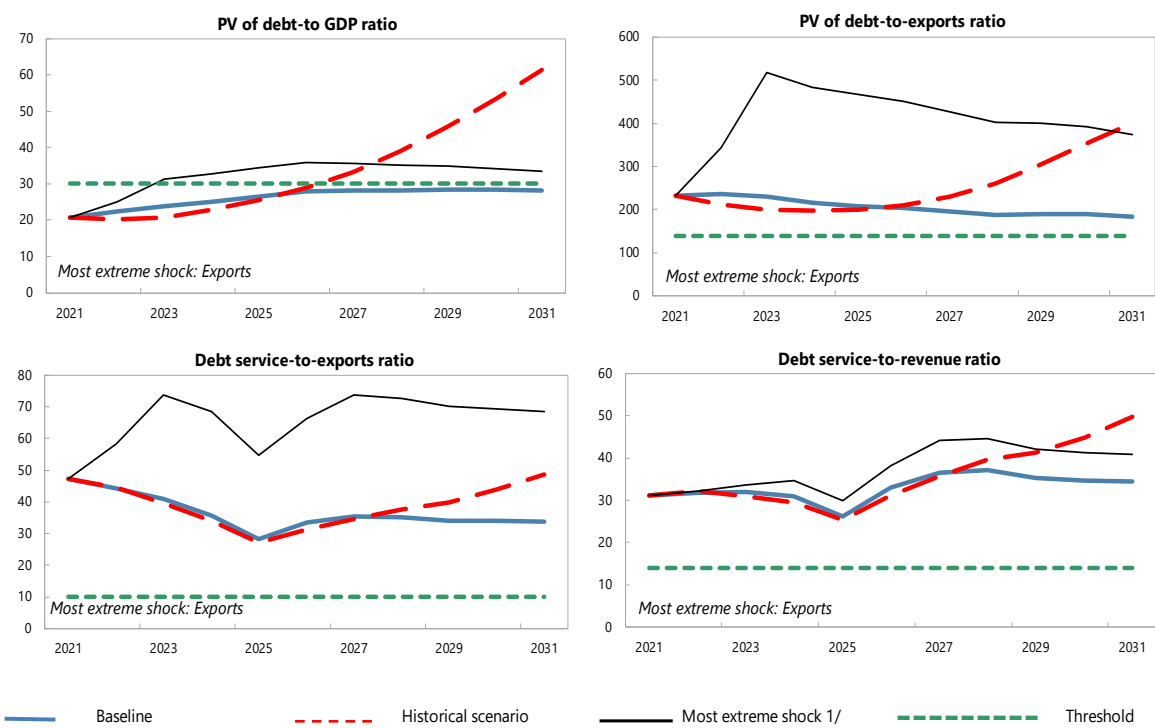 PV of debt-to GDP ratio
70
60
50
40
30
20
10
0
Most extreme shock: Exports
2021 2023 2025 2027 2029 2031
PV of debt-to-exports ratio
600
500
400
300
200
100
0
Most extreme shock: Exports
2021 2023 2025 2027 2029 2031
Debt service-to-exports ratio
80
70
60
50
40
30
20
10
0
Most extreme shock: Exports
2021 2023 2025 2027 2029 2031
Debt service-to-revenue ratio
60
50
40
30
20
10
0
Most extreme shock: Exports
2021 2023 2025 2027 2029 2031
Baseline Historical scenario Most extreme shock 1/ Threshold